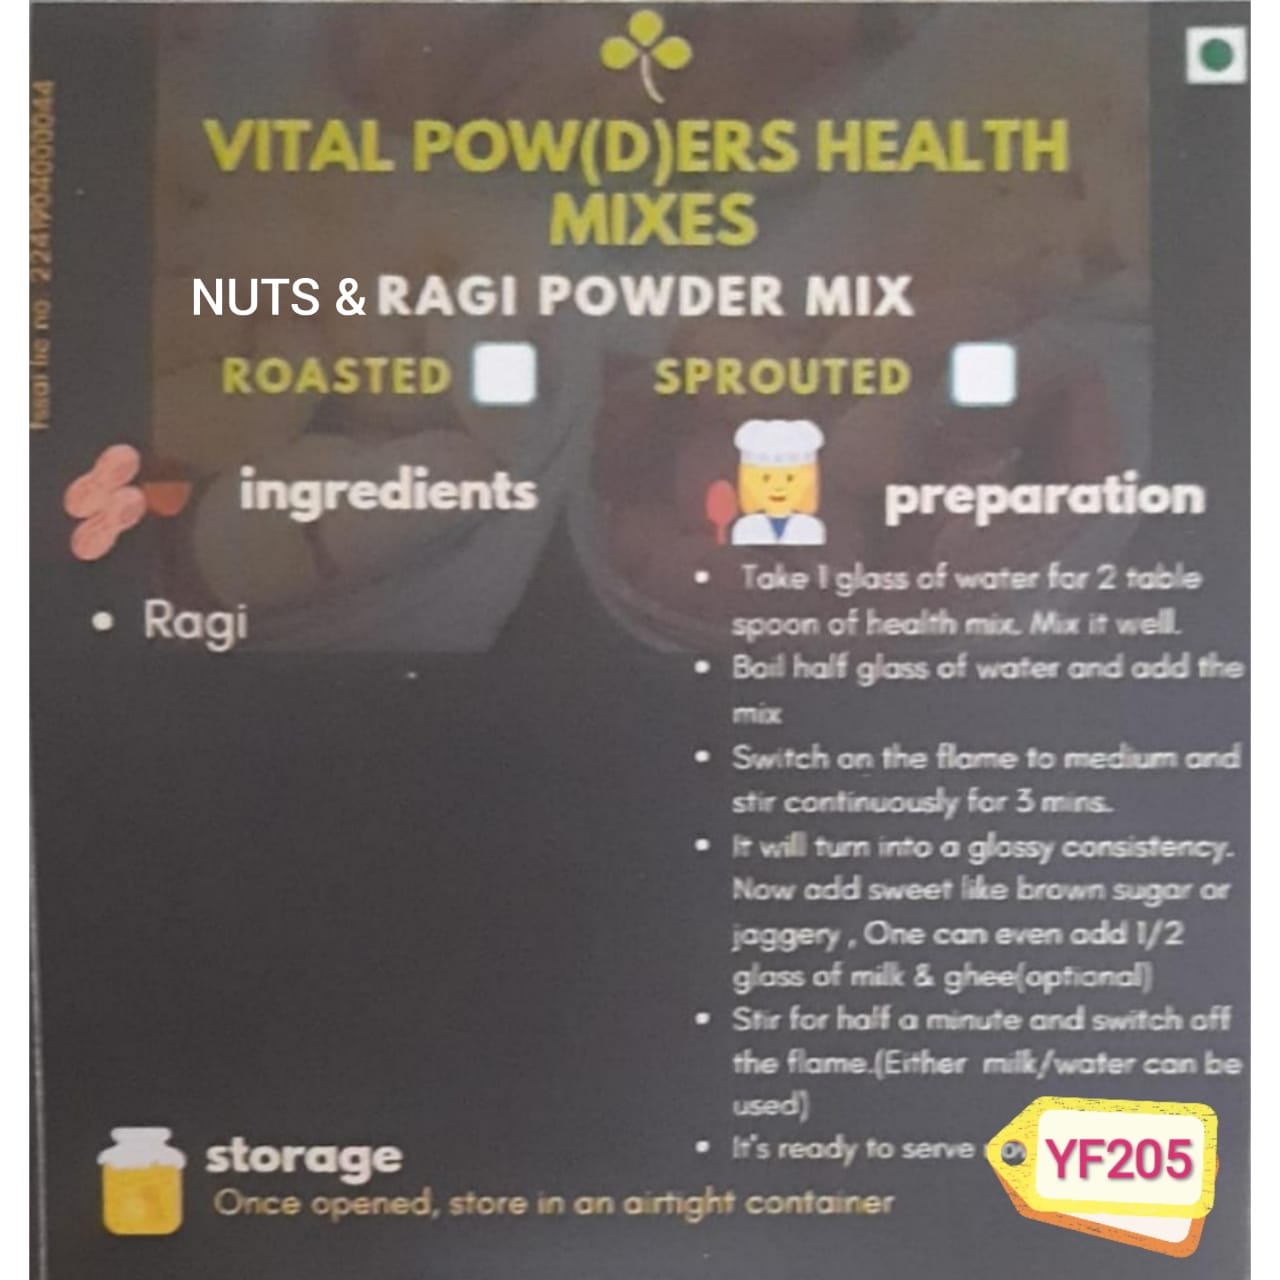 VITAL POW(D)ERS HEALTH
MIXES
NUTS & RAGI POWDER MIX
ROASTED
SPROUTED
ingredients
Ragi
preparation
Take 1 glass of water for 2 table
spoon of health mix. Mix it well.
Boil half glass of water and add the
mix
Switch on the flame to medium and
stir continuously for 3 mins.
It will turn into a glossy consistency.
Now add sweet like brown sugar or
jaggery , One can even add 1/2
glass of milk & ghee(optional)
Stir for half a minute and switch off
the flame.(Either milk/water can be
used)
It's ready to serve
storage
Once opened, store in an airtight container
YF205
fssai lic no 22419040000044